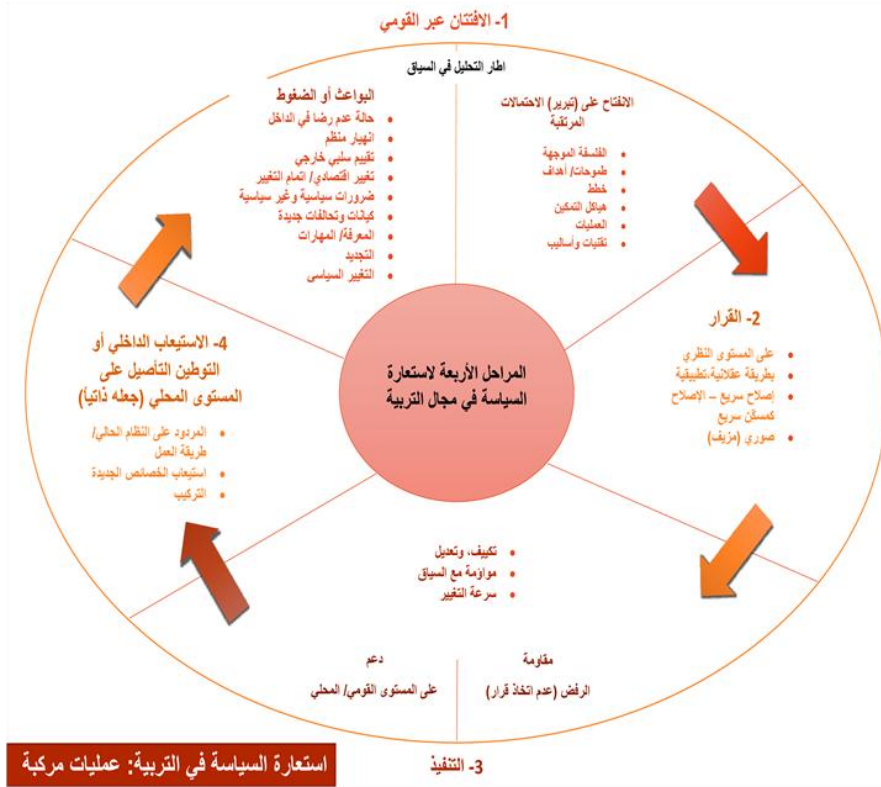 1- الافتتان عبر القومي
اطار التحليل في السياق
الانفتاح على (تبرير) الاحتمالات
المرتقبة
الفلسفة الموجهة
طموحات/ أهداف
خطط
هياكل التمكين
العمليات
تقنيات وأساليب
البواعث أو الضغوط
حالة عدم رضا في الداخل
انهيار منظم
تقييم سلبي خارجي
تغيير اقتصادي/ اتمام التغيير
ضرورات سياسية وغير سياسية
كيانات وتحالفات جديدة
المعرفة/ المهارات
التجديد
التغيير السياسى
2- القرار
على المستوى النظري
بطريقة عقلانية،تطبيقية
إصلاح سريع – الإصلاح
كمسكّن سريع
صوري (مزيف)
المراحل الأربعة لاستعارة
السياسة في مجال التربية
4- الاستيعاب الداخلي أو
التوطين التأصيل على
المستوى المحلي (جعله ذاتياً)
المردود على النظام الحالي/
طريقة العمل
استيعاب الخصائص الجديدة
التركيب
تكييف، وتعديل
مواؤمة مع السياق
سرعة التغيير
مقاومة
الرفض (عدم اتخاذ قرار)
دعم
على المستوى القومي/ المحلي
3- التنفيذ
استعارة السياسة في التربية: عمليات مركبة